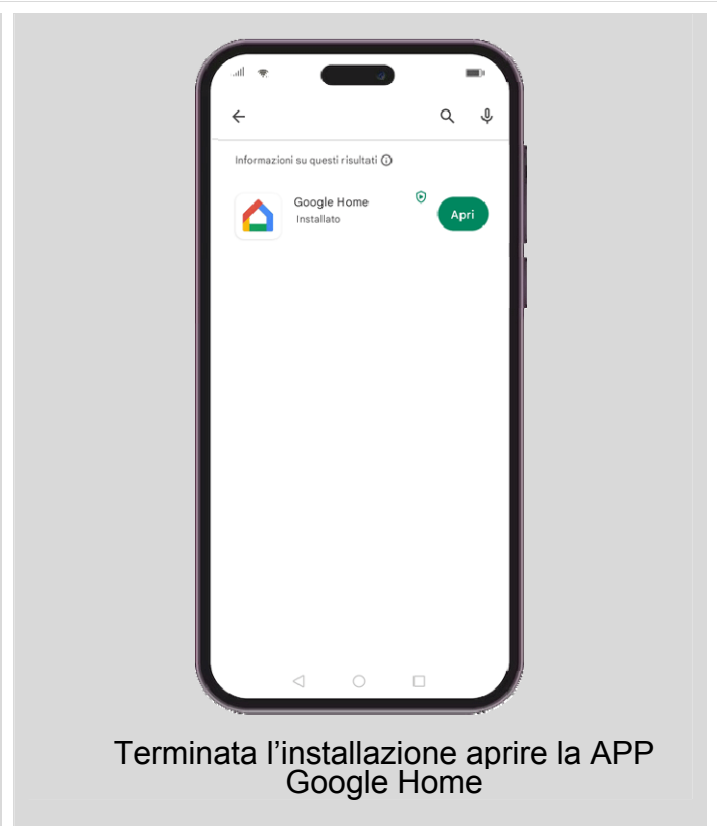 Informazioni su questi risultati
Google Home
Installato
Apri
Terminata l’installazione aprire la APP
Google Home